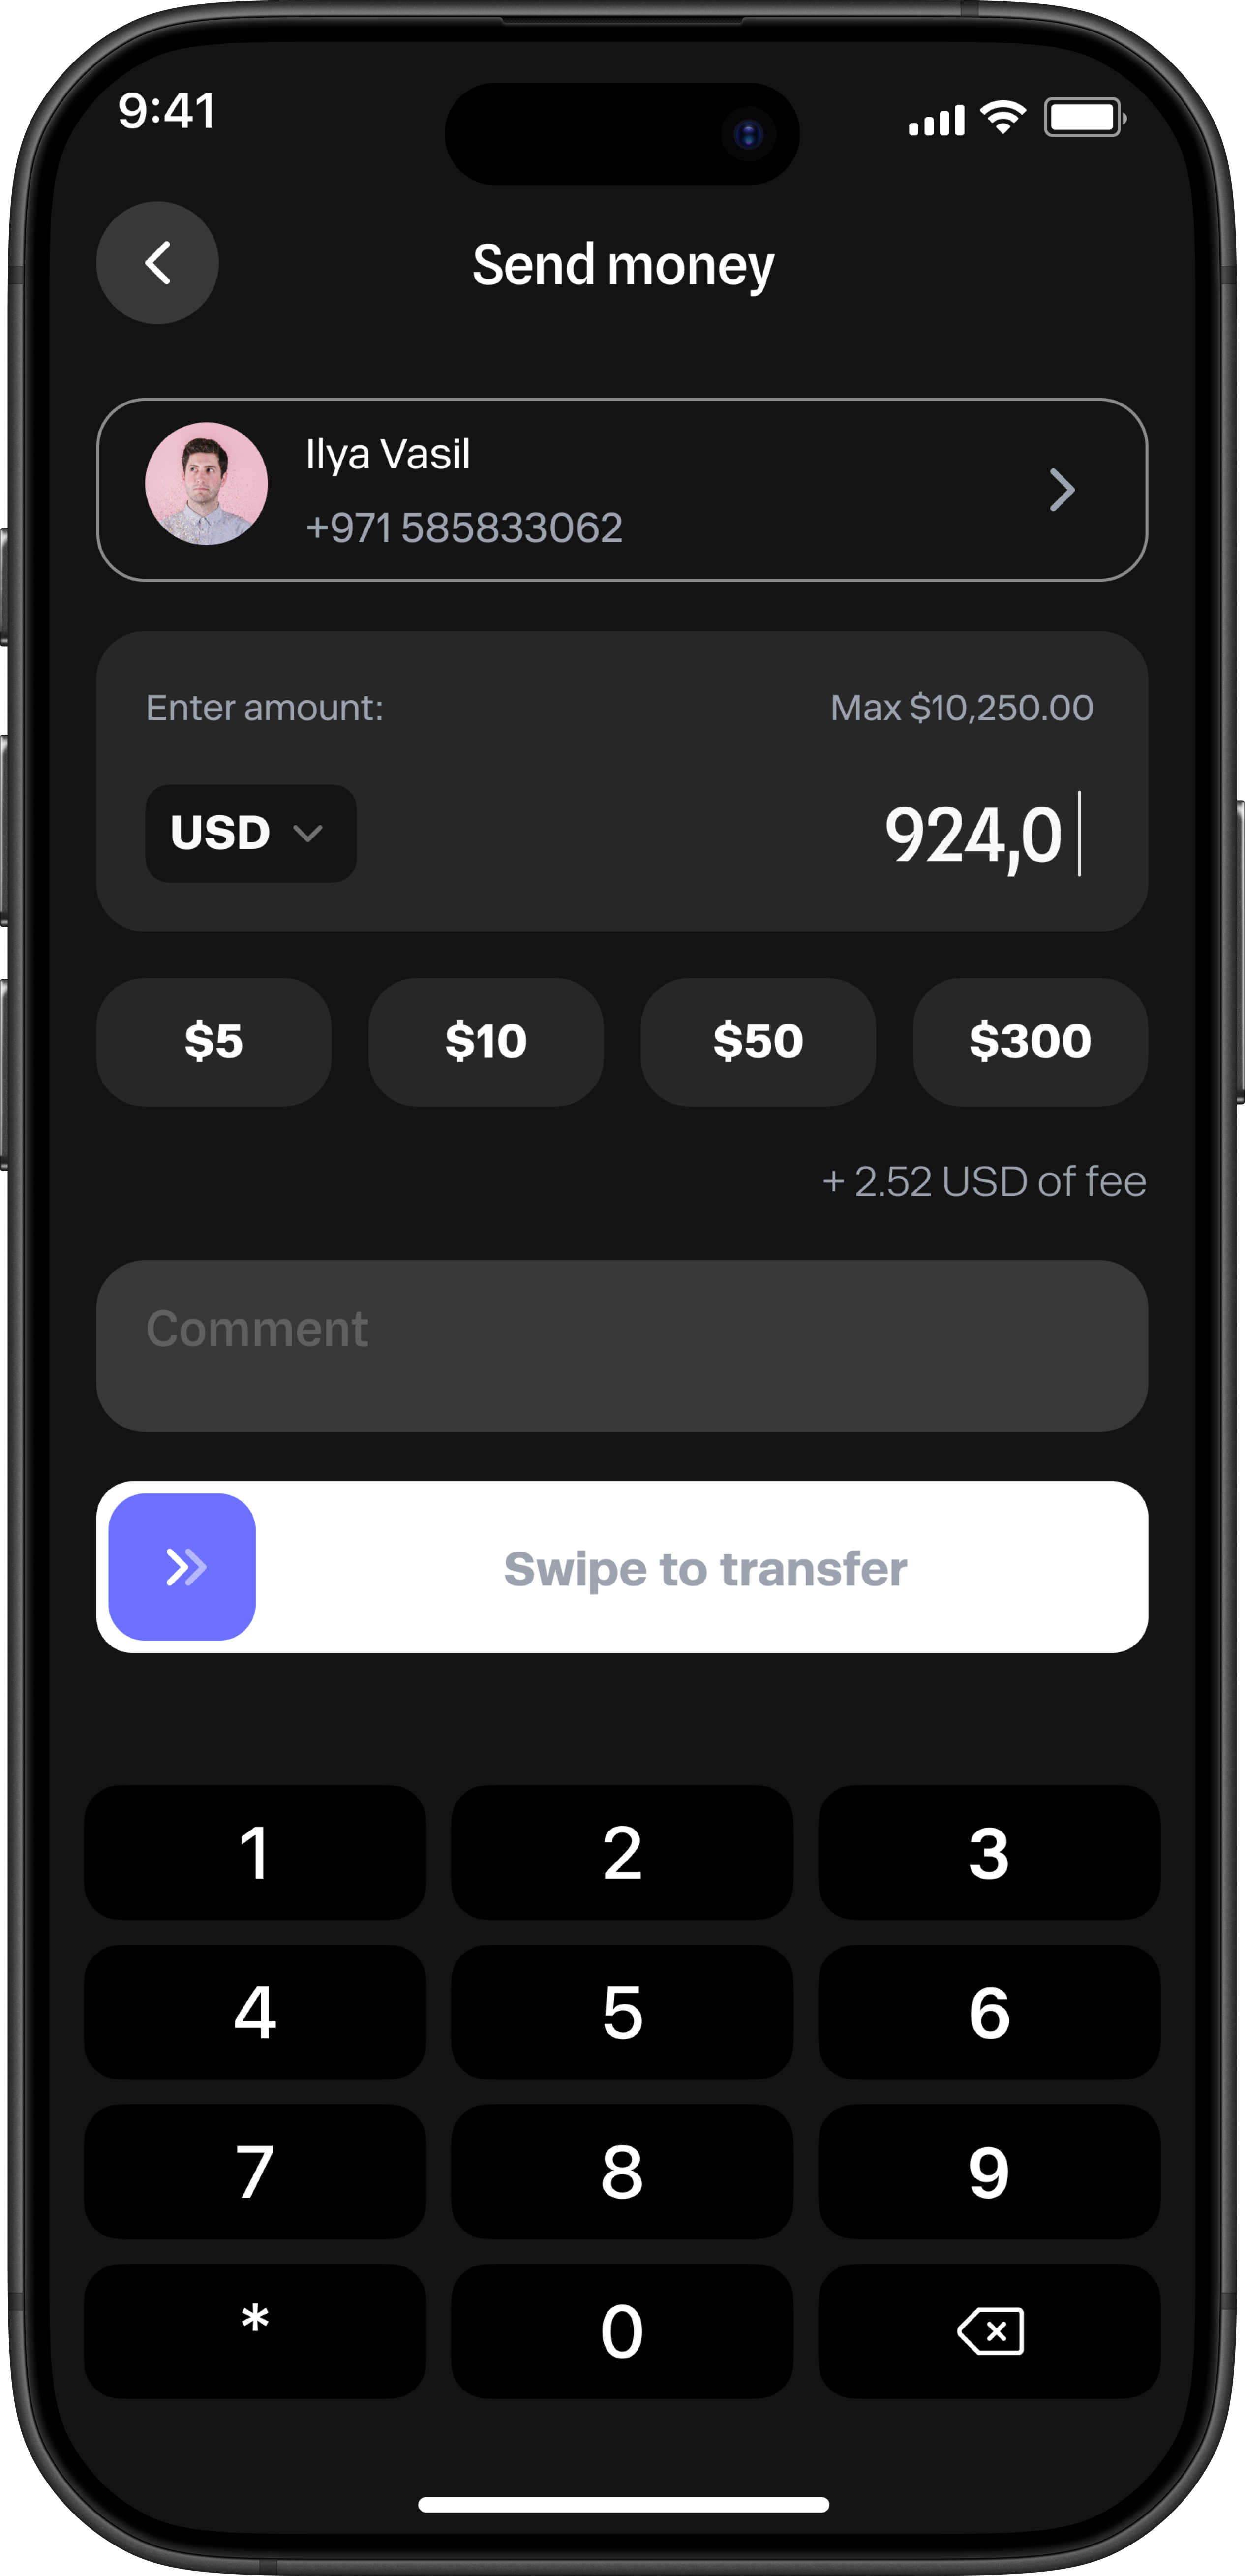 9:41
Send money
Ilya Vasil
+971 585833062
Enter amount: Max $10,250.00
USD 924,0
$5 $10 $50 $300
+ 2.52 USD of fee
Comment
Swipe to transfer
1 2 3
4 5 6
7 8 9
* 0